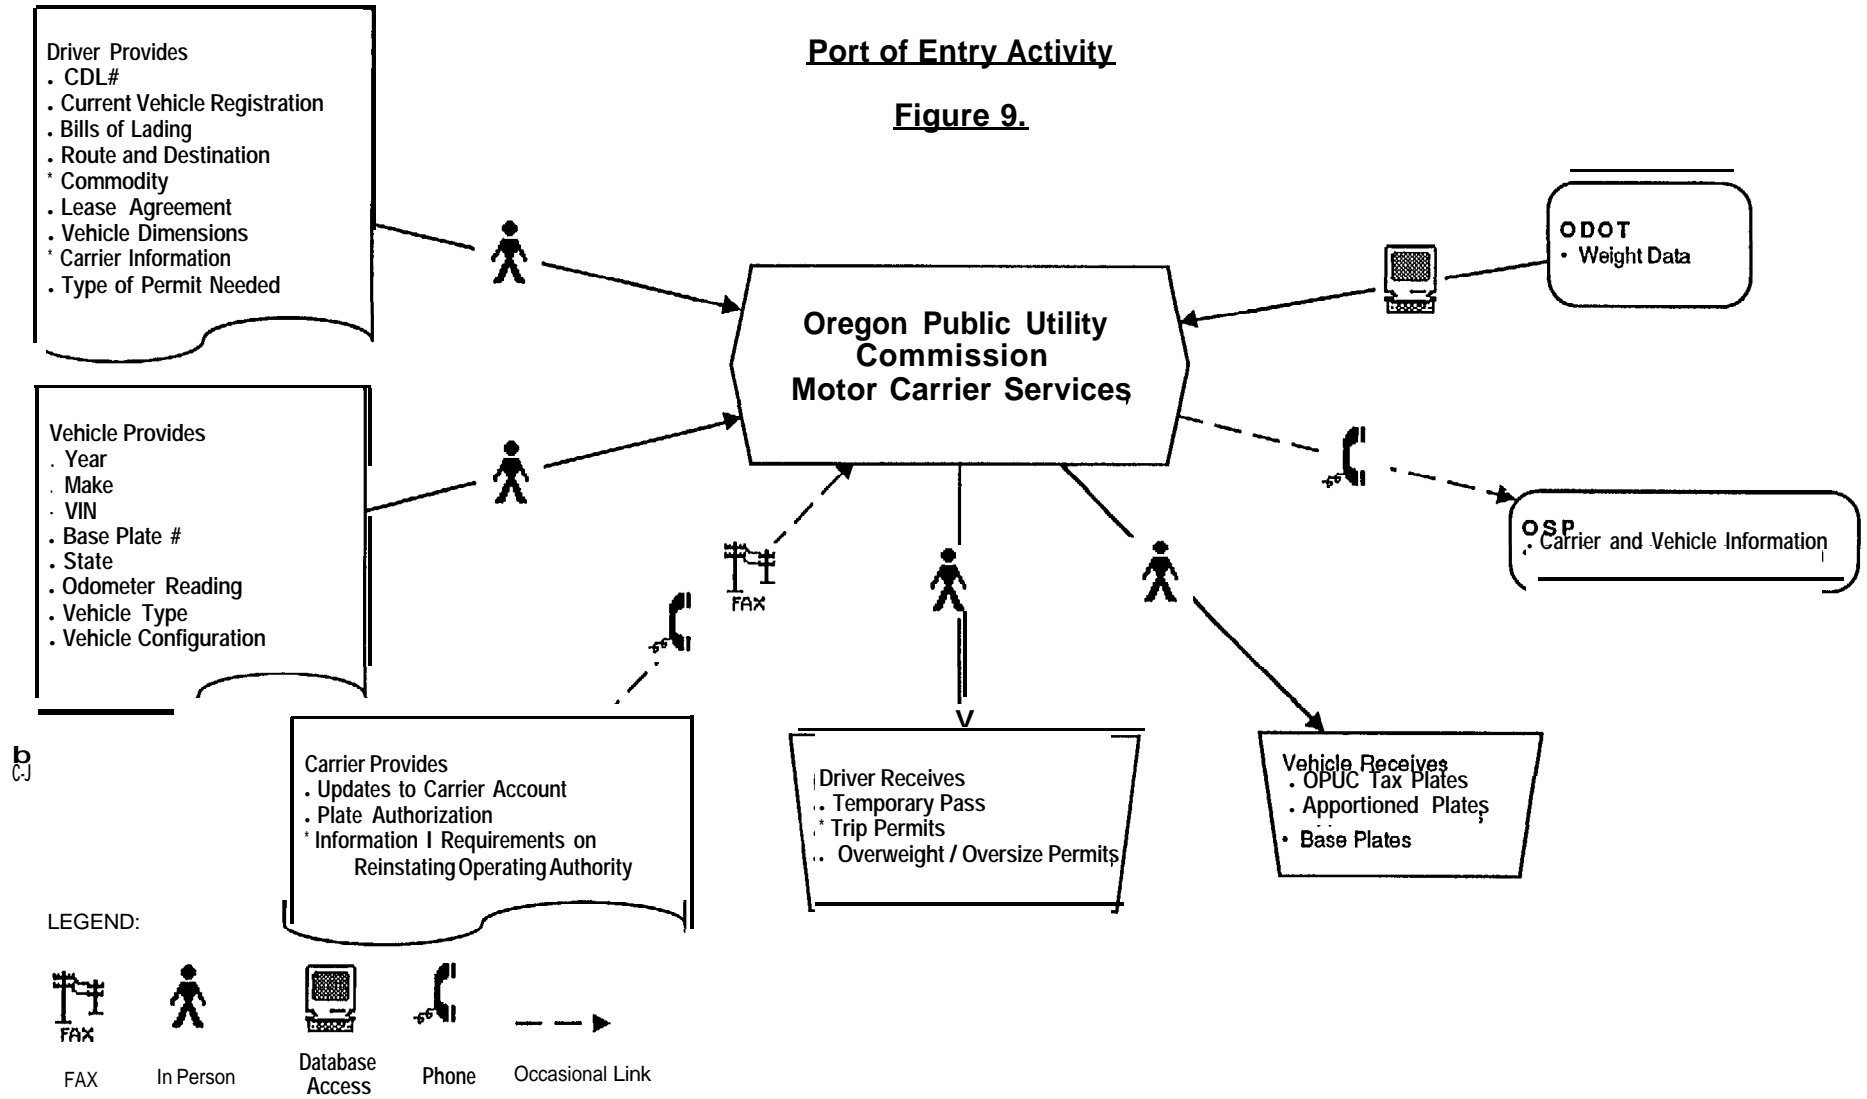 Port of Entry Activity
Figure 9.
Driver Provides
. CDL#
. Current Vehicle Registration
. Bills of Lading
. Route and Destination
* Commodity
. Lease Agreement
. Vehicle Dimensions
* Carrier Information
. Type of Permit Needed
Vehicle Provides
. Year
. Make
· VIN
. Base Plate #
. State
. Odometer Reading
. Vehicle Type
. Vehicle Configuration
Oregon Public Utility
Commission
Motor Carrier Services
ODOT
• Weight Data
OSP
. Carrier and Vehicle Information
FAX
Carrier Provides
. Updates to Carrier Account
. Plate Authorization
* Information I Requirements on
Reinstating Operating Authority
Driver Receives
. Temporary Pass
* Trip Permits
. Overweight / Oversize Permits
Vehicle Receives
. OPUC Tax Plates
. Apportioned Plates
• Base Plates
LEGEND:
FAX
FAX
In Person
Database
Access
Phone
Occasional Link